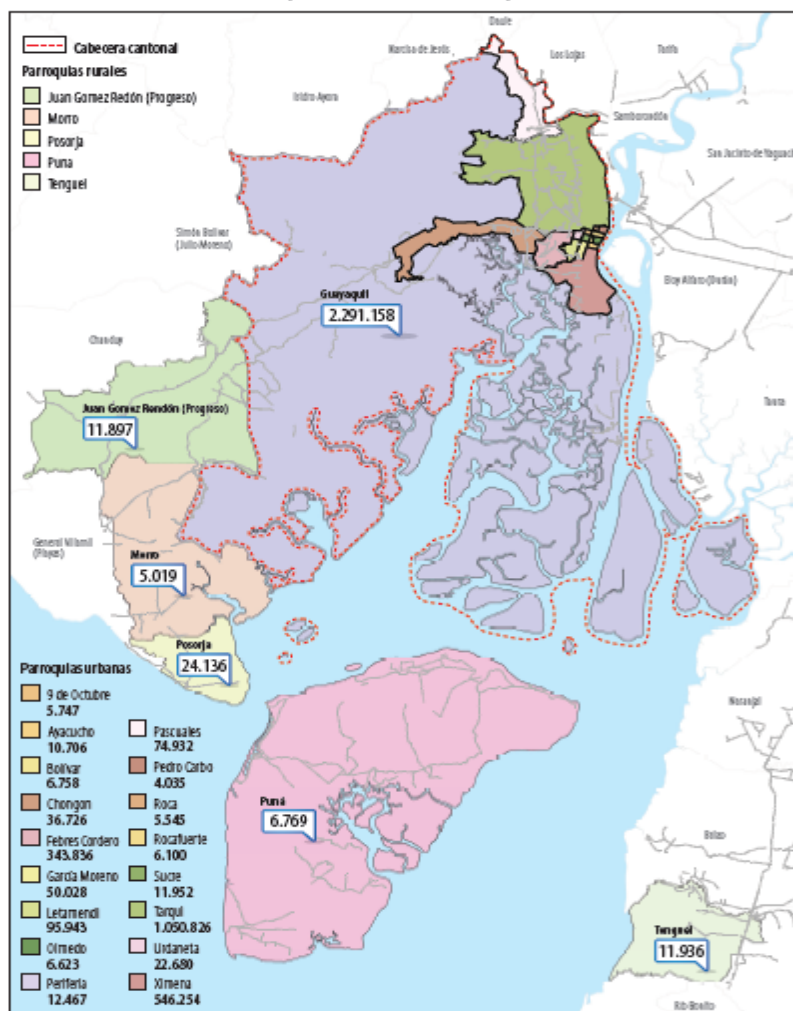 Cabecera cantonal
Parroquias rurales
Juan Gomez Redón (Progreso)
Morro
Posorja
Puna
Tenguel
Daule
Narcisa de Jesús
Los Lojas
Tarifa
Isidro Ayora
Samborondón
San Jacinto de Yaguachi
Simón Bolívar
(Julio Moreno)
Eloy Alfaro (Durán)
Guayaquil
2.291.158
Chanduy
Taura
Juan Gomez Rendón (Progreso)
11.897
General Villamil
(Playas)
Morro
5.019
Posorja
24.136
Naranjal
Puná
6.769
Balao
Tenguel
11.936
Río Bonito
Parroquias urbanas
9 de Octubre
5.747
Ayacucho
10.706
Bolívar
6.758
Chongon
36.726
Febres Cordero
343.836
García Moreno
50.028
Letamendi
95.943
Olmedo
6.623
Periferia
12.467
Pascuales
74.932
Pedro Carbo
4.035
Roca
5.545
Rocafuerte
6.100
Sucre
11.952
Tarqui
1.050.826
Urdaneta
22.680
Ximena
546.254